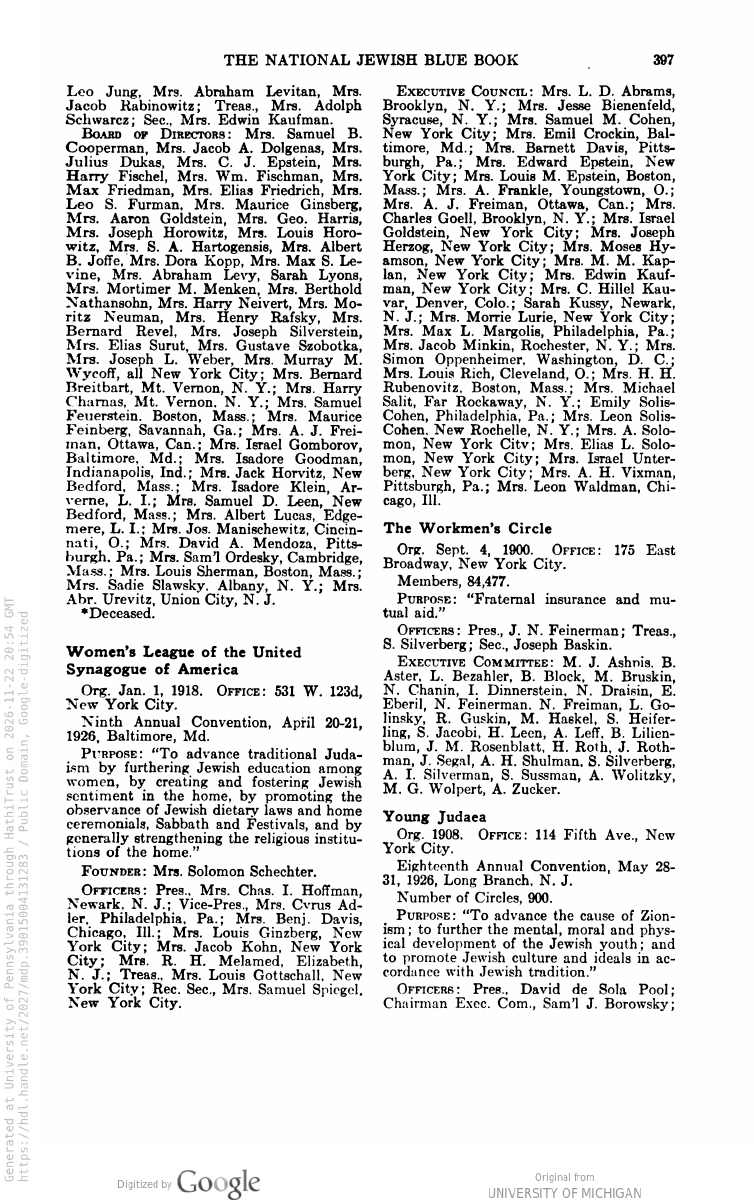 THE NATIONAL JEWISH BLUE BOOK 397
Leo Jung, Mrs. Abraham Levitan, Mrs.
Jacob Rabinowitz; Treas., Mrs. Adolph
Schwarcz; Sec., Mrs. Edwin Kaufman.
BOARD OF DIRECTORS: Mrs. Samuel B.
Cooperman, Mrs. Jacob A. Dolgenas, Mrs.
Julius Dukas, Mrs. C. J. Epstein, Mrs.
Harry Fischel, Mrs. Wm. Fischman, Mrs.
Max Friedman, Mrs. Elias Friedrich, Mrs.
Leo S. Furman, Mrs. Maurice Ginsberg,
Mrs. Aaron Goldstein, Mrs. Geo. Harris,
Mrs. Joseph Horowitz, Mrs. Louis Horo-
witz, Mrs. S. A. Hartogensis, Mrs. Albert
B. Joffe, Mrs. Dora Kopp, Mrs. Max S. Le-
vine, Mrs. Abraham Levy, Sarah Lyons,
Mrs. Mortimer M. Menken, Mrs. Berthold
Nathansohn, Mrs. Harry Neivert, Mrs. Mo-
ritz Neuman, Mrs. Henry Rafsky, Mrs.
Bernard Revel, Mrs. Joseph Silverstein,
Mrs. Elias Surut, Mrs. Gustave Szobotka,
Mrs. Joseph L. Weber, Mrs. Murray M.
Wycoff, all New York City; Mrs. Bernard
Breitbart, Mt. Vernon, N. Y.; Mrs. Harry
Charnas, Mt. Vernon, N. Y.; Mrs. Samuel
Feuerstein, Boston, Mass.; Mrs. Maurice
Feinberg, Savannah, Ga.; Mrs. A. J. Frei-
man, Ottawa, Can.; Mrs. Israel Gomborov,
Baltimore, Md.; Mrs. Isadore Goodman,
Indianapolis, Ind.; Mrs. Jack Horvitz, New
Bedford, Mass.; Mrs. Isadore Klein, Ar-
verne, L. I.; Mrs. Samuel D. Leen, New
Bedford, Mass.; Mrs. Albert Lucas, Edge-
mere, L. I.; Mrs. Jos. Manischewitz, Cincin-
nati, O.; Mrs. David A. Mendoza, Pitts-
burgh, Pa.; Mrs. Sam'l Ordesky, Cambridge,
Mass.; Mrs. Louis Sherman, Boston, Mass.;
Mrs. Sadie Slawsky, Albany, N. Y.; Mrs.
Abr. Urevitz, Union City, N. J.
*Deceased.
Women's League of the United
Synagogue of America
Org. Jan. 1, 1918. OFFICE: 531 W. 123d,
New York City.
Ninth Annual Convention, April 20-21,
1926, Baltimore, Md.
PURPOSE: "To advance traditional Juda-
ism by furthering Jewish education among
women, by creating and fostering Jewish
sentiment in the home, by promoting the
observance of Jewish dietary laws and home
ceremonials, Sabbath and Festivals, and by
generally strengthening the religious institu-
tions of the home."
FOUNDER: Mrs. Solomon Schechter.
OFFICERS: Pres., Mrs. Chas. I. Hoffman,
Newark, N. J.; Vice-Pres., Mrs. Cyrus Ad-
ler, Philadelphia, Pa.; Mrs. Benj. Davis,
Chicago, Ill.; Mrs. Louis Ginzberg, New
York City; Mrs. Jacob Kohn, New York
City; Mrs. R. H. Melamed, Elizabeth,
N. J.; Treas., Mrs. Louis Gottschall, New
York City; Rec. Sec., Mrs. Samuel Spiegel,
New York City.
EXECUTIVE COUNCIL: Mrs. L. D. Abrams,
Brooklyn, N. Y.; Mrs. Jesse Bienenfeld,
Syracuse, N. Y.; Mrs. Samuel M. Cohen,
New York City; Mrs. Emil Crockin, Bal-
timore, Md.; Mrs. Barnett Davis, Pitts-
burgh, Pa.; Mrs. Edward Epstein, New
York City; Mrs. Louis M. Epstein, Boston,
Mass.; Mrs. A. Frankle, Youngstown, O.;
Mrs. A. J. Freiman, Ottawa, Can.; Mrs.
Charles Goell, Brooklyn, N. Y.; Mrs. Israel
Goldstein, New York City; Mrs. Joseph
Herzog, New York City; Mrs. Moses Hy-
amson, New York City; Mrs. M. M. Kap-
lan, New York City; Mrs. Edwin Kauf-
man, New York City; Mrs. C. Hillel Kau-
var, Denver, Colo.; Sarah Kussy, Newark,
N. J.; Mrs. Morrie Lurie, New York City;
Mrs. Max L. Margolis, Philadelphia, Pa.;
Mrs. Jacob Minkin, Rochester, N. Y.; Mrs.
Simon Oppenheimer, Washington, D. C.;
Mrs. Louis Rich, Cleveland, O.; Mrs. H. H.
Rubenovitz, Boston, Mass.; Mrs. Michael
Salit, Far Rockaway, N. Y.; Emily Solis-
Cohen, Philadelphia, Pa.; Mrs. Leon Solis-
Cohen, New Rochelle, N. Y.; Mrs. A. Solo-
mon, New York City; Mrs. Elias L. Solo-
mon, New York City; Mrs. Israel Unter-
berg, New York City; Mrs. A. H. Vixman,
Pittsburgh, Pa.; Mrs. Leon Waldman, Chi-
cago, Ill.
The Workmen's Circle
Org. Sept. 4, 1900. OFFICE: 175 East
Broadway, New York City.
Members, 84,477.
PURPOSE: "Fraternal insurance and mu-
tual aid."
OFFICERS: Pres., J. N. Feinerman; Treas.,
S. Silverberg; Sec., Joseph Baskin.
EXECUTIVE COMMITTEE: M. J. Ashpis, B.
Aster, L. Bezahler, B. Block, M. Bruskin,
N. Chanin, I. Dinnerstein, N. Draisin, E.
Eberil, N. Feinerman, N. Freiman, L. Go-
linsky, R. Guskin, M. Haskel, S. Heifer-
ling, S. Jacobi, H. Leen, A. Leff, B. Lilien-
blum, J. M. Rosenblatt, H. Roth, J. Roth-
man, J. Segal, A. H. Shulman, S. Silverberg,
A. I. Silverman, S. Sussman, A. Wolitzky,
M. G. Wolpert, A. Zucker.
Young Judaea
Org. 1908. OFFICE: 114 Fifth Ave., New
York City.
Eighteenth Annual Convention, May 28-
31, 1926, Long Branch, N. J.
Number of Circles, 900.
PURPOSE: "To advance the cause of Zion-
ism; to further the mental, moral and phys-
ical development of the Jewish youth; and
to promote Jewish culture and ideals in ac-
cordance with Jewish tradition."
OFFICERS: Pres., David de Sola Pool;
Chairman Exec. Com., Sam'l J. Borowsky;
Generated at University of Pennsylvania through HathiTrust on 2026-11-22 20:54 GMT
https://hdl.handle.net/2027/mdp.39015004131283 / Public Domain, Google-digitized
Digitized by Google
Original from
UNIVERSITY OF MICHIGAN